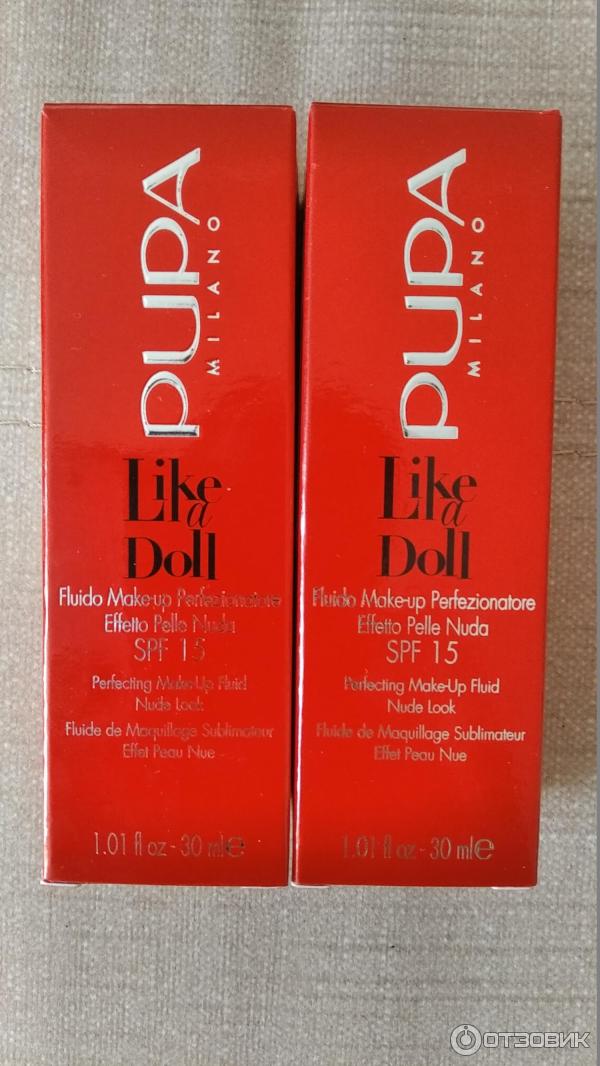 PUPA
MILANO
Like
a
Doll
Fluido Make-up Perfezionatore
Effetto Pelle Nuda
SPF 15
Perfecting Make-Up Fluid
Nude Look
Fluide de Maquillage Sublimateur
Effet Peau Nue
1.01 fl oz - 30 ml ℮
PUPA
MILANO
Like
a
Doll
Fluido Make-up Perfezionatore
Effetto Pelle Nuda
SPF 15
Perfecting Make-Up Fluid
Nude Look
Fluide de Maquillage Sublimateur
Effet Peau Nue
1.01 fl oz - 30 ml ℮
ОТЗОВИК